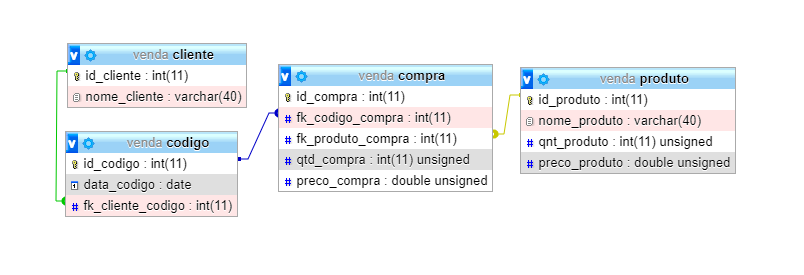 venda cliente
id_cliente : int(11)
nome_cliente : varchar(40)
venda codigo
id_codigo : int(11)
data_codigo : date
fk_cliente_codigo : int(11)
venda compra
id_compra : int(11)
fk_codigo_compra : int(11)
fk_produto_compra : int(11)
qtd_compra : int(11) unsigned
preco_compra : double unsigned
venda produto
id_produto : int(11)
nome_produto : varchar(40)
qnt_produto : int(11) unsigned
preco_produto : double unsigned